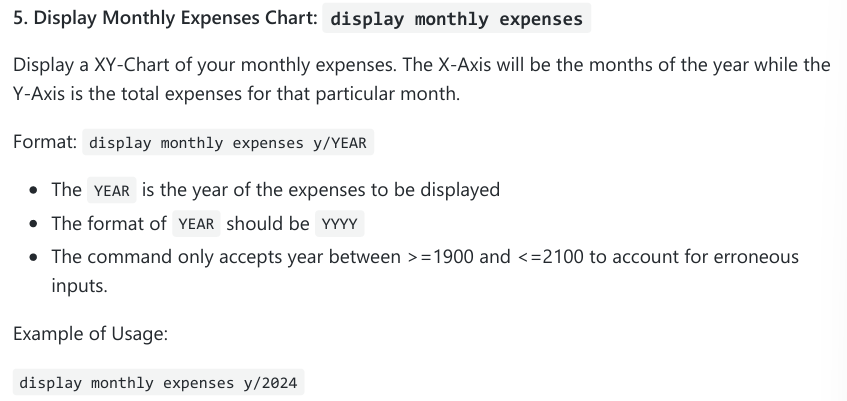 5. Display Monthly Expenses Chart: display monthly expenses
Display a XY-Chart of your monthly expenses. The X-Axis will be the months of the year while the
Y-Axis is the total expenses for that particular month.
Format: display monthly expenses y/YEAR
• The YEAR is the year of the expenses to be displayed
• The format of YEAR should be YYYY
• The command only accepts year between >=1900 and <=2100 to account for erroneous
inputs.
Example of Usage:
display monthly expenses y/2024